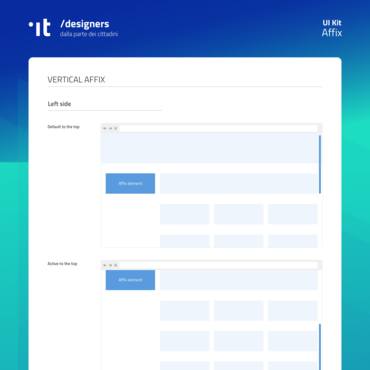 ·ıt /designers
dalla parte dei cittadini
UI Kit
Affix
VERTICAL AFFIX
Left side
Default to the top
Affix element
Active to the top
Affix element